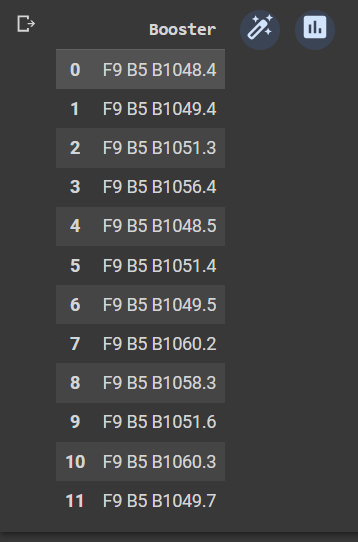 Booster
0 F9 B5 B1048.4
1 F9 B5 B1049.4
2 F9 B5 B1051.3
3 F9 B5 B1056.4
4 F9 B5 B1048.5
5 F9 B5 B1051.4
6 F9 B5 B1049.5
7 F9 B5 B1060.2
8 F9 B5 B1058.3
9 F9 B5 B1051.6
10 F9 B5 B1060.3
11 F9 B5 B1049.7